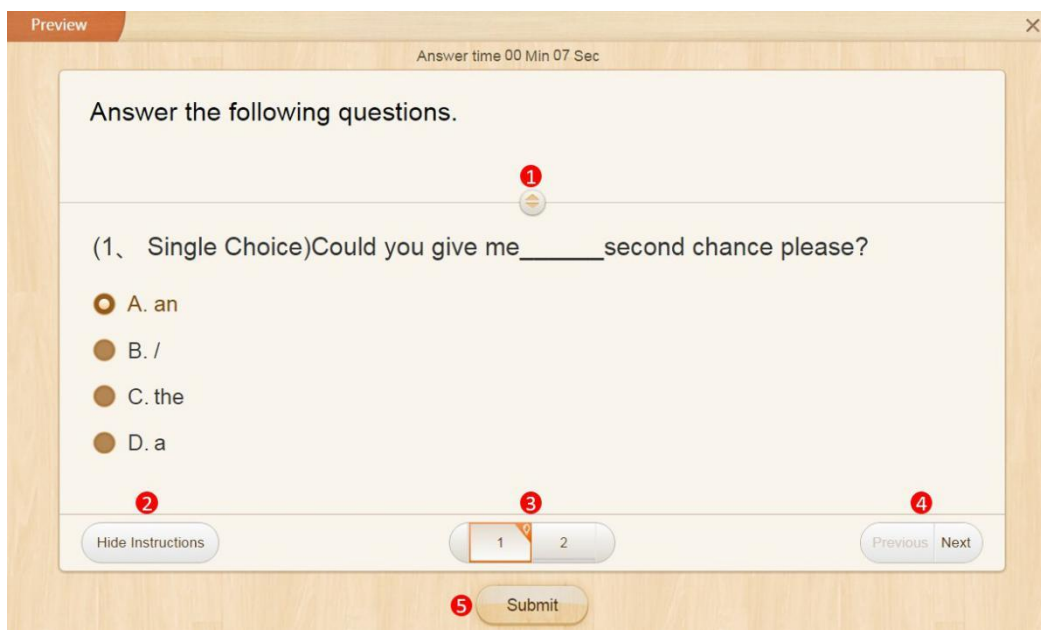 Preview
Answer time 00 Min 07 Sec
Answer the following questions.
1
(1、 Single Choice)Could you give me______second chance please?
A. an
B. /
C. the
D. a
2 3 4
Hide Instructions 1 2 Previous Next
5 Submit